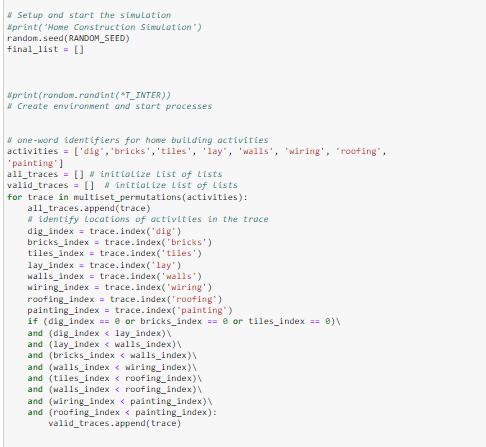 # Setup and start the simulation
#print('Home Construction Simulation')
random.seed(RANDOM_SEED)
final_list = []
#print(random.randint(*T_INTER))
# Create environment and start processes
# one-word identifiers for home building activities
activities = ['dig','bricks','tiles', 'lay', 'walls', 'wiring', 'roofing',
'painting']
all_traces = [] # initialize list of lists
valid_traces = []  # initialize list of lists
for trace in multiset_permutations(activities):
    all_traces.append(trace)
    # identify locations of activities in the trace
    dig_index = trace.index('dig')
    bricks_index = trace.index('bricks')
    tiles_index = trace.index('tiles')
    lay_index = trace.index('lay')
    walls_index = trace.index('walls')
    wiring_index = trace.index('wiring')
    roofing_index = trace.index('roofing')
    painting_index = trace.index('painting')
    if (dig_index == 0 or bricks_index == 0 or tiles_index == 0)\
    and (dig_index < lay_index)\
    and (lay_index < walls_index)\
    and (bricks_index < walls_index)\
    and (walls_index < wiring_index)\
    and (tiles_index < roofing_index)\
    and (walls_index < roofing_index)\
    and (wiring_index < painting_index)\
    and (roofing_index < painting_index):
        valid_traces.append(trace)